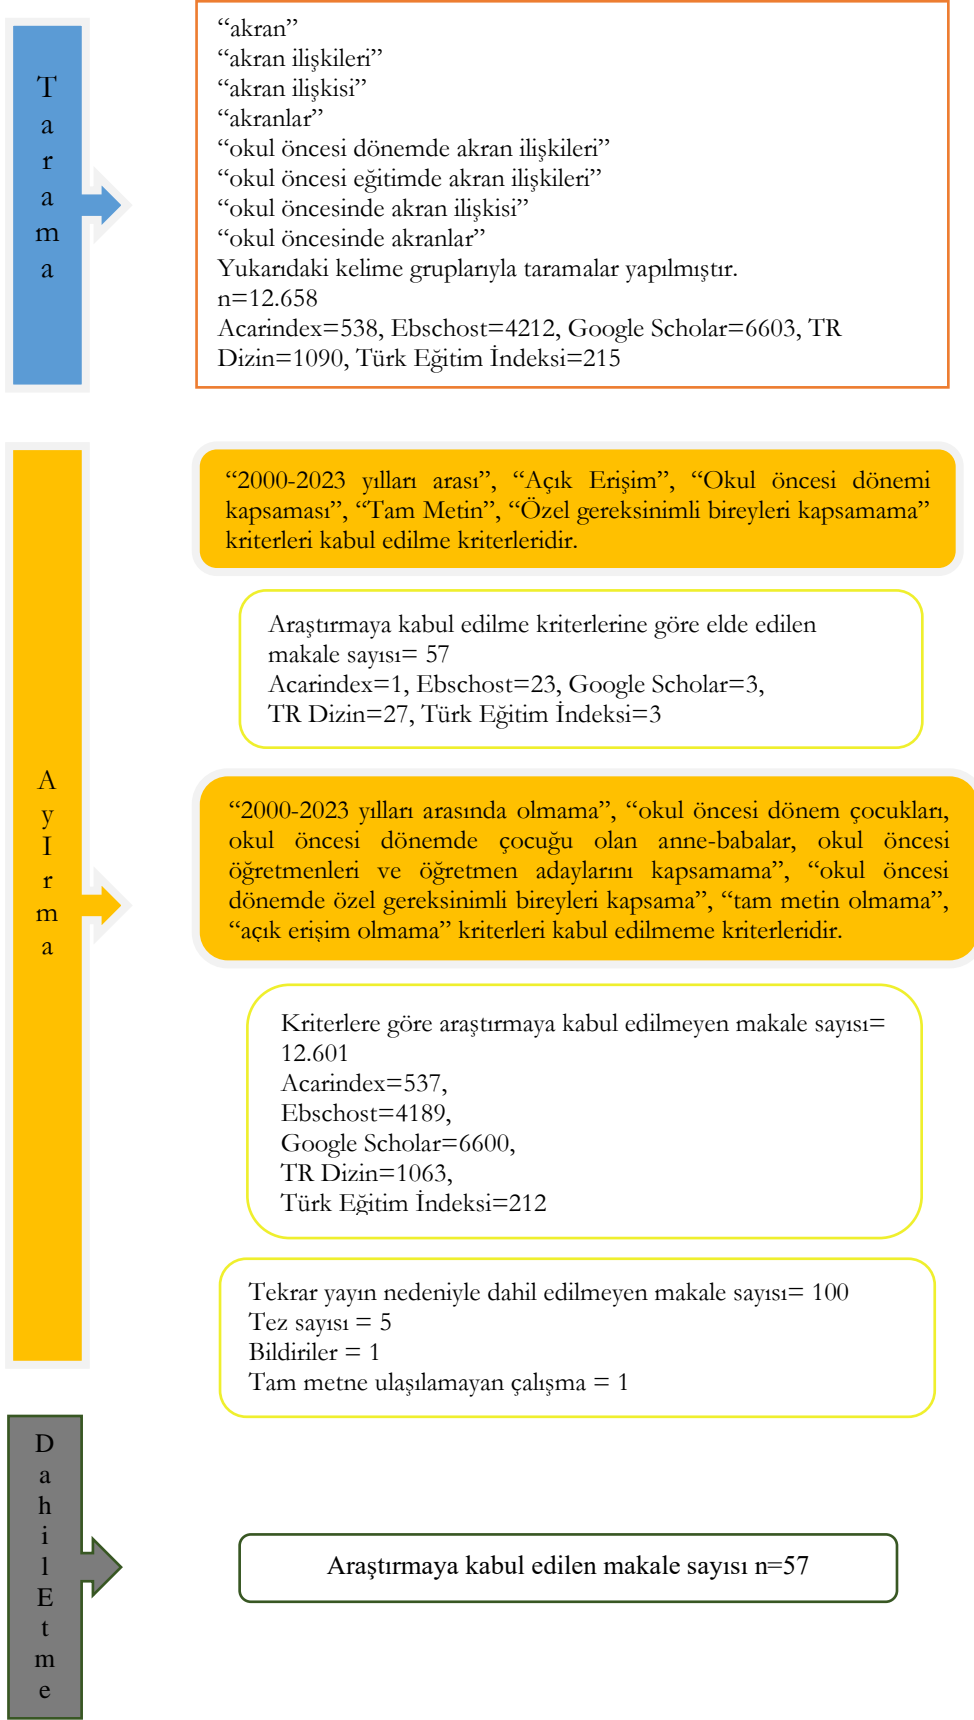 Tarama
“akran”
“akran ilişkileri”
“akran ilişkisi”
“akranlar”
“okul öncesi dönemde akran ilişkileri”
“okul öncesi eğitimde akran ilişkileri”
“okul öncesinde akran ilişkisi”
“okul öncesinde akranlar”
Yukarıdaki kelime gruplarıyla taramalar yapılmıştır.
n=12.658
Acarindex=538, Ebschost=4212, Google Scholar=6603, TR
Dizin=1090, Türk Eğitim İndeksi=215
AyIrma
“2000-2023 yılları arası”, “Açık Erişim”, “Okul öncesi dönemi
kapsaması”, “Tam Metin”, “Özel gereksinimli bireyleri kapsamama”
kriterleri kabul edilme kriterleridir.
Araştırmaya kabul edilme kriterlerine göre elde edilen
makale sayısı= 57
Acarindex=1, Ebschost=23, Google Scholar=3,
TR Dizin=27, Türk Eğitim İndeksi=3
“2000-2023 yılları arasında olmama”, “okul öncesi dönem çocukları,
okul öncesi dönemde çocuğu olan anne-babalar, okul öncesi
öğretmenleri ve öğretmen adaylarını kapsamama”, “okul öncesi
dönemde özel gereksinimli bireyleri kapsama”, “tam metin olmama”,
“açık erişim olmama” kriterleri kabul edilmeme kriterleridir.
Kriterlere göre araştırmaya kabul edilmeyen makale sayısı=
12.601
Acarindex=537,
Ebschost=4189,
Google Scholar=6600,
TR Dizin=1063,
Türk Eğitim İndeksi=212
Tekrar yayın nedeniyle dahil edilmeyen makale sayısı= 100
Tez sayısı = 5
Bildiriler = 1
Tam metne ulaşılamayan çalışma = 1
DahilEtme
Araştırmaya kabul edilen makale sayısı n=57